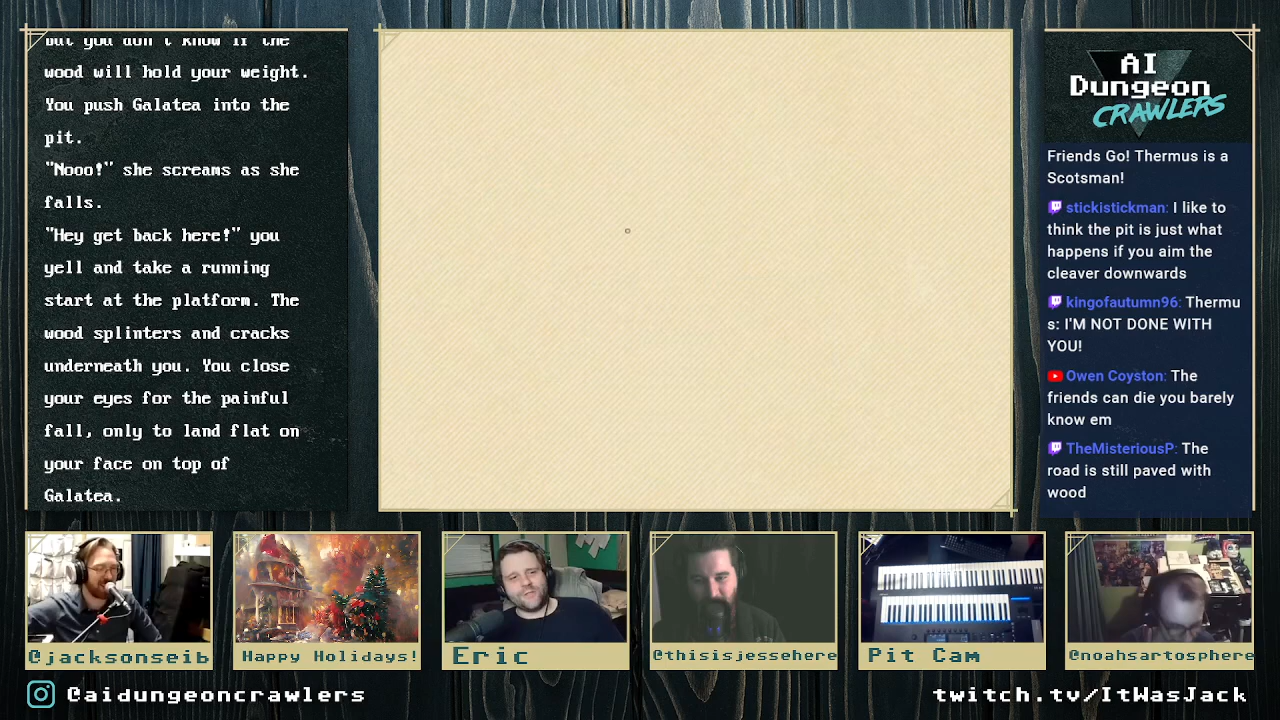 but you don't know if the
wood will hold your weight.
You push Galatea into the
pit.
"Nooo!" she screams as she
falls.
"Hey get back here!" you
yell and take a running
start at the platform. The
wood splinters and cracks
underneath you. You close
your eyes for the painful
fall, only to land flat on
your face on top of
Galatea.
AI
Dungeon
CRAWLERS
Friends Go! Thermus is a
Scotsman!
stickistickman: I like to
think the pit is just what
happens if you aim the
cleaver downwards
kingofautumn96: Thermu
s: I'M NOT DONE WITH
YOU!
Owen Coyston: The
friends can die you barely
know em
TheMisteriousP: The
road is still paved with
wood
@jacksonseib
Happy Holidays!
Eric
@thisisjessehere
Pit Cam
@noahsartosphere
@aidungeoncrawlers
twitch.tv/ItWasJack